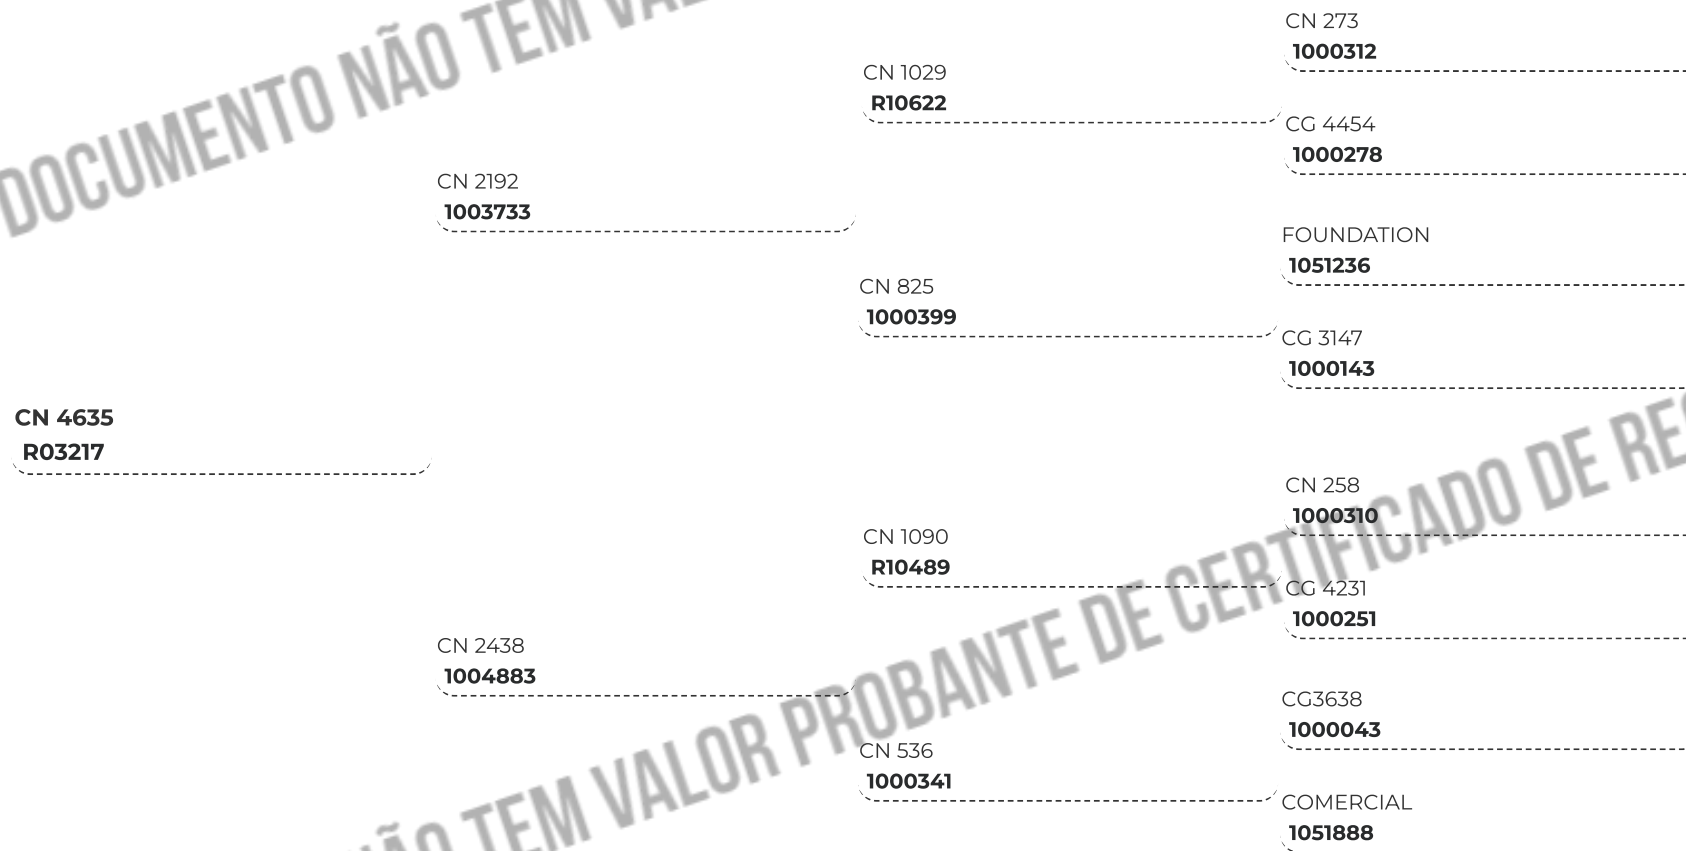 DOCUMENTO NÃO TEM
CN 273
1000312
CN 1029
R10622
CG 4454
1000278
CN 2192
1003733
FOUNDATION
1051236
CN 825
1000399
CG 3147
1000143
CN 4635
R03217
CN 258
1000310
CN 1090
R10489
CG 4231
1000251
CN 2438
1004883
CG3638
1000043
CN 536
1000341
COMERCIAL
1051888
NÃO TEM VALOR PROBANTE DE CERTIFICADO DE